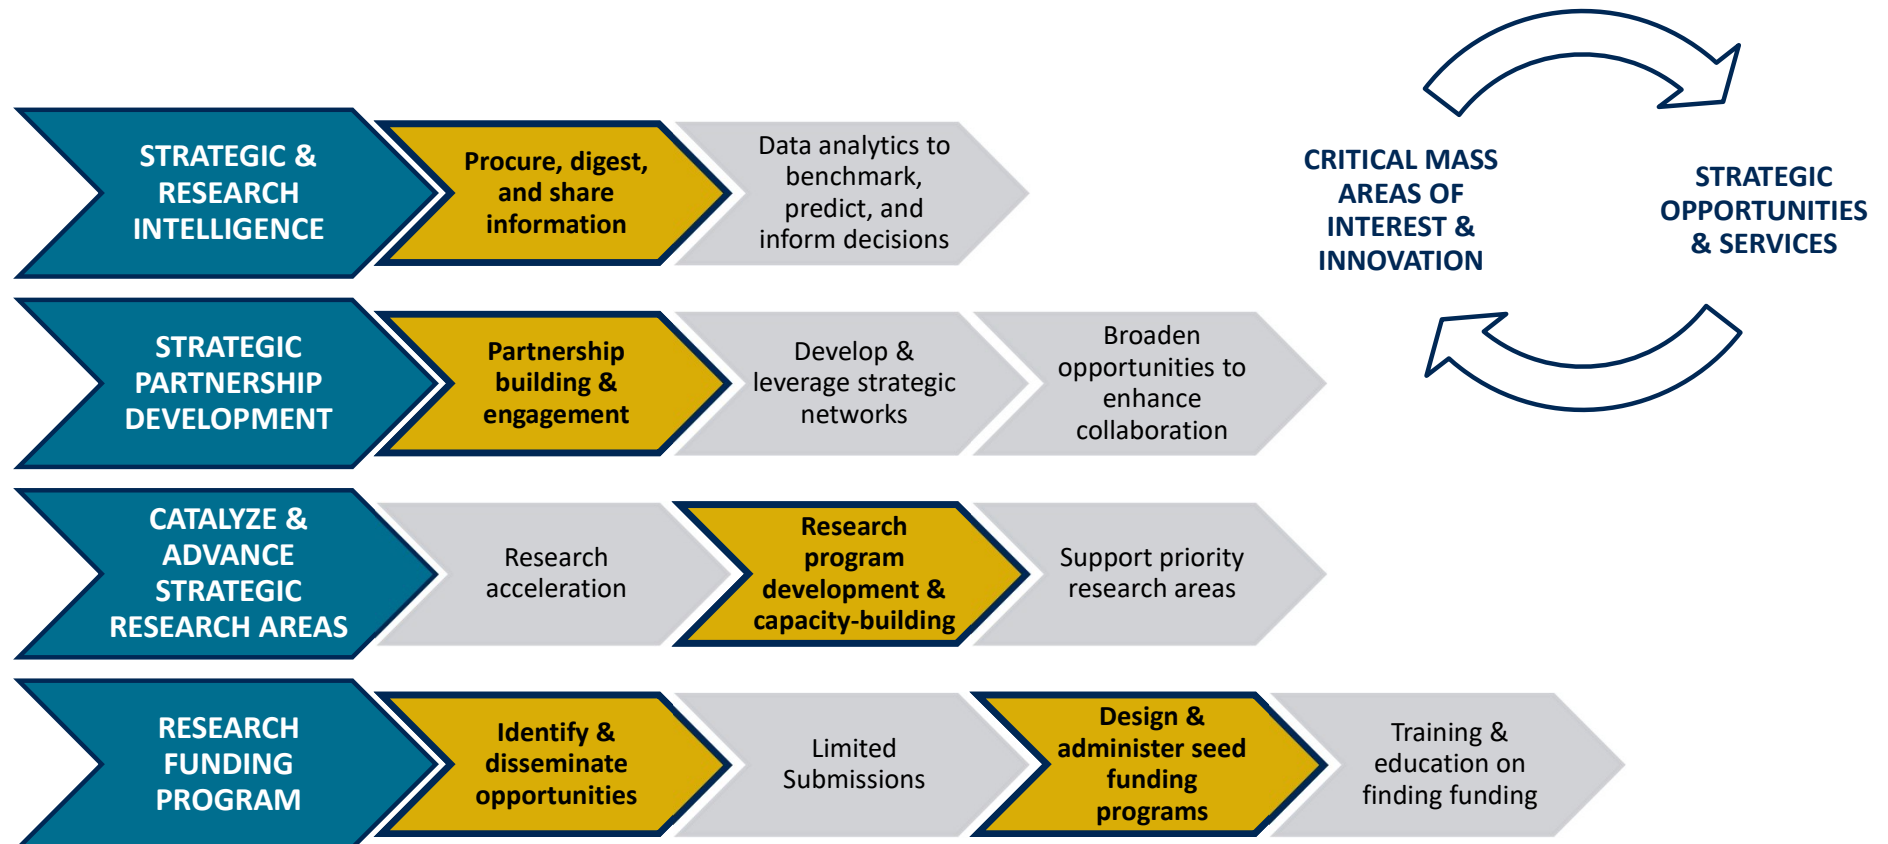 STRATEGIC &
RESEARCH
INTELLIGENCE
Procure, digest,
and share
information
Data analytics to
benchmark,
predict, and
inform decisions
CRITICAL MASS
AREAS OF
INTEREST &
INNOVATION
STRATEGIC
OPPORTUNITIES
& SERVICES
STRATEGIC
PARTNERSHIP
DEVELOPMENT
Partnership
building &
engagement
Develop &
leverage strategic
networks
Broaden
opportunities to
enhance
collaboration
CATALYZE &
ADVANCE
STRATEGIC
RESEARCH AREAS
Research
acceleration
Research
program
development &
capacity-building
Support priority
research areas
RESEARCH
FUNDING
PROGRAM
Identify &
disseminate
opportunities
Limited
Submissions
Design &
administer seed
funding
programs
Training &
education on
finding funding